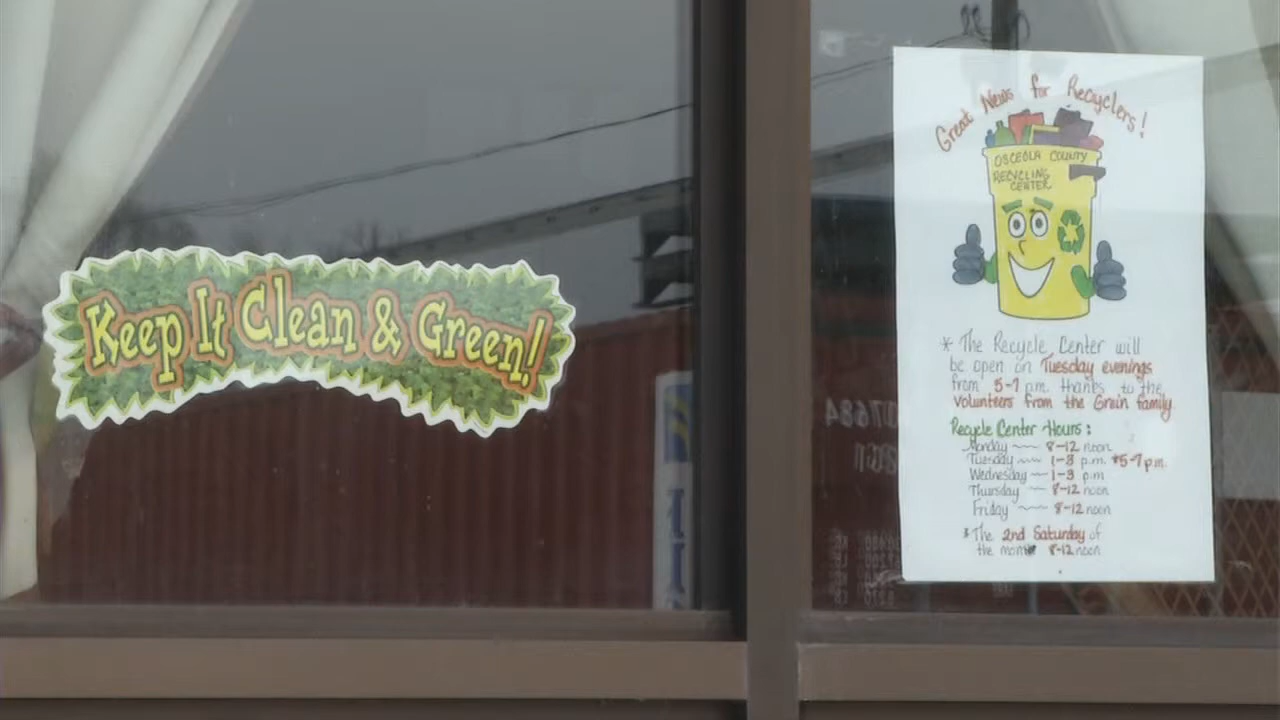 Keep It Clean & Green!
Great News for Recyclers!
OSCEOLA COUNTY
RECYCLING
CENTER
* The Recycle Center will
be open on Tuesday evenings
from 5-7 p.m. thanks to the
volunteers from the Grein family
Recycle Center Hours:
Monday ~~~ 8-12 noon
Tuesday ~~~ 1-3 p.m. *5-7 p.m.
Wednesday ~~ 1-3 p.m
Thursday ~~ 8-12 noon
Friday ~~~ 8-12 noon
* The 2nd Saturday of
the month 8-12 noon
07684